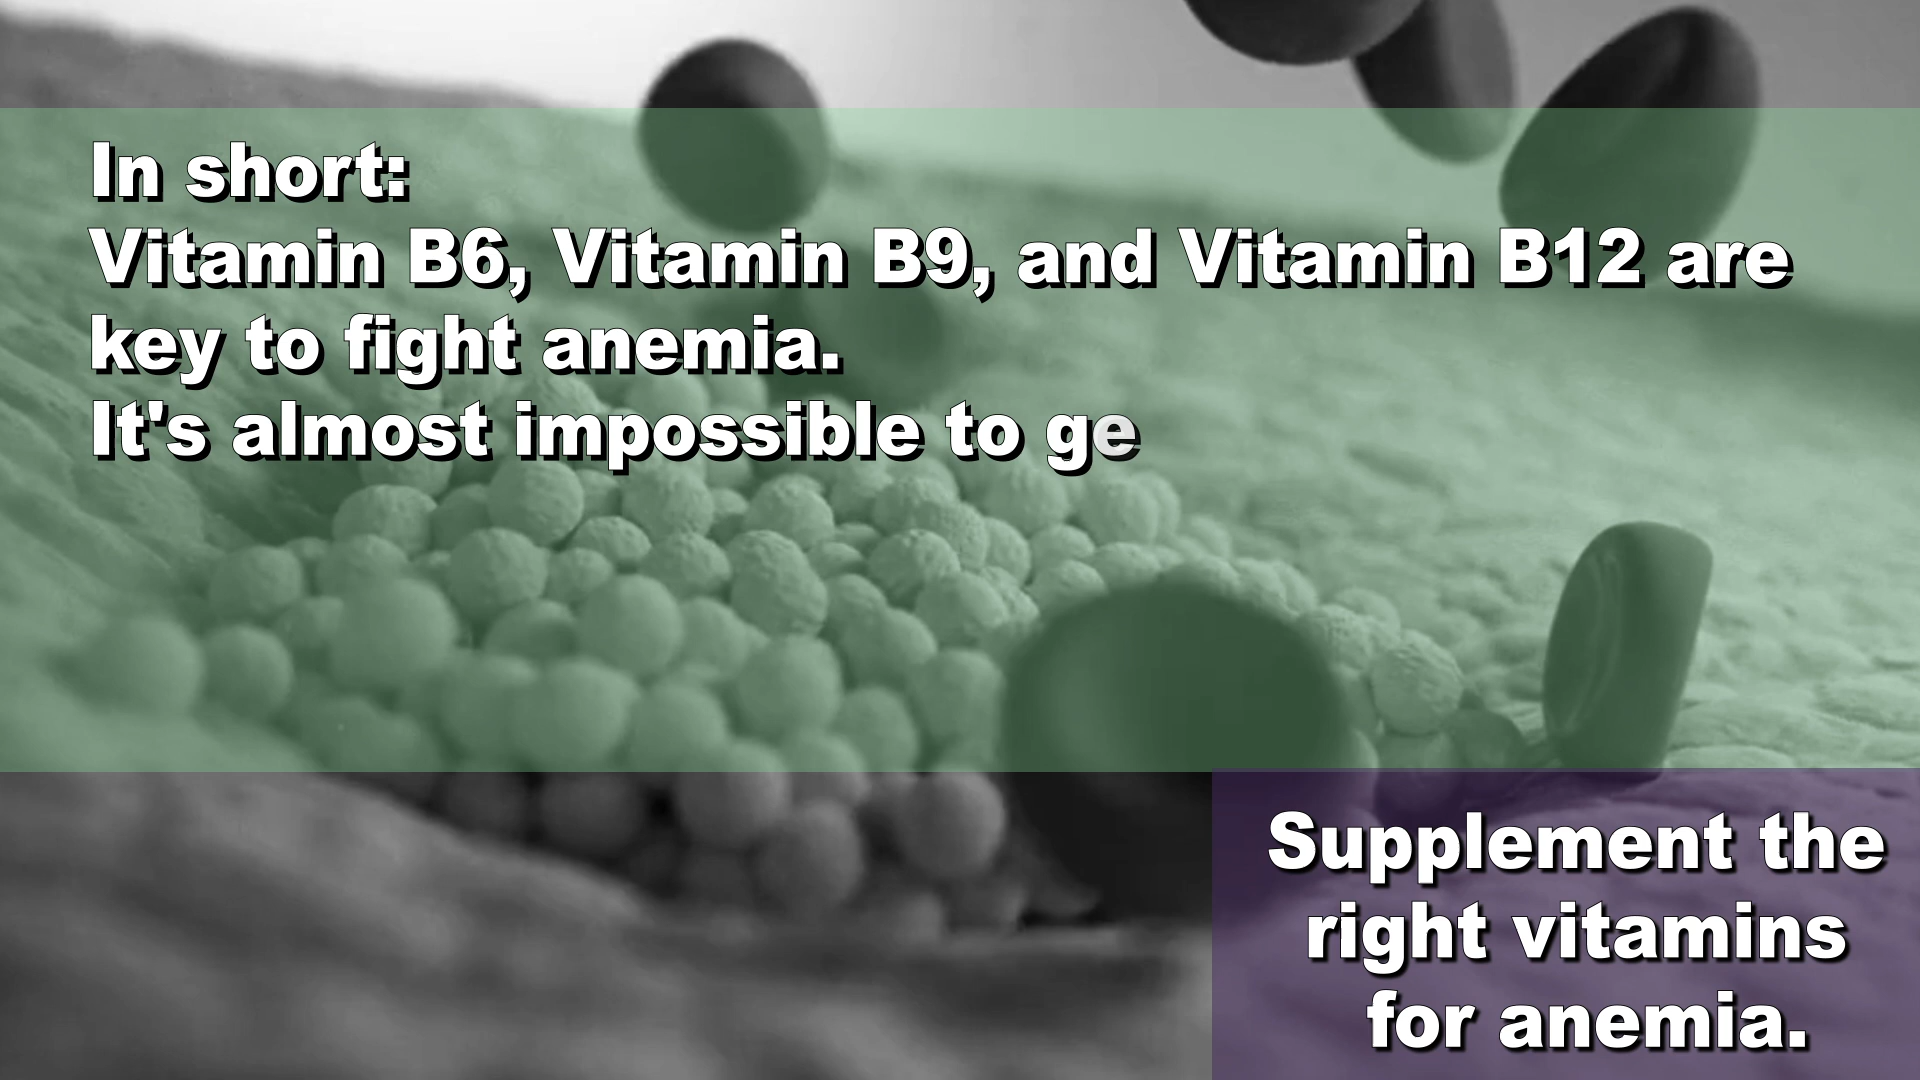 In short:
Vitamin B6, Vitamin B9, and Vitamin B12 are
key to fight anemia.
It's almost impossible to ge
Supplement the
right vitamins
for anemia.